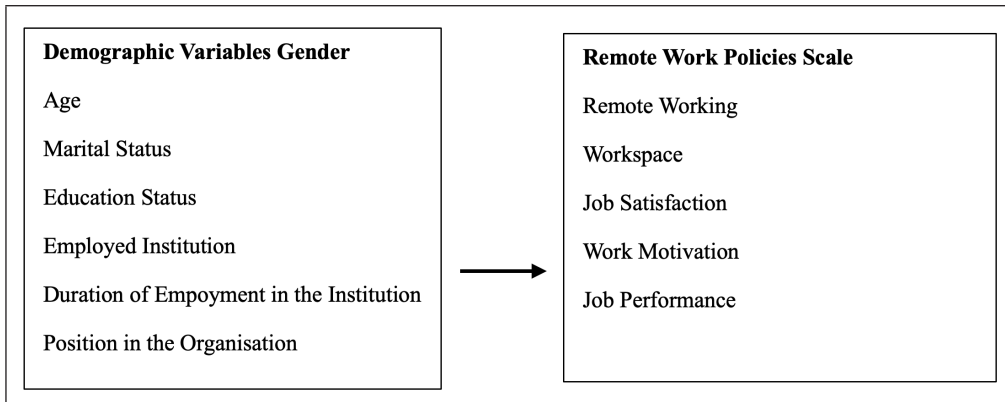 Demographic Variables Gender
Age
Marital Status
Education Status
Employed Institution
Duration of Empoyment in the Institution
Position in the Organisation
Remote Work Policies Scale
Remote Working
Workspace
Job Satisfaction
Work Motivation
Job Performance